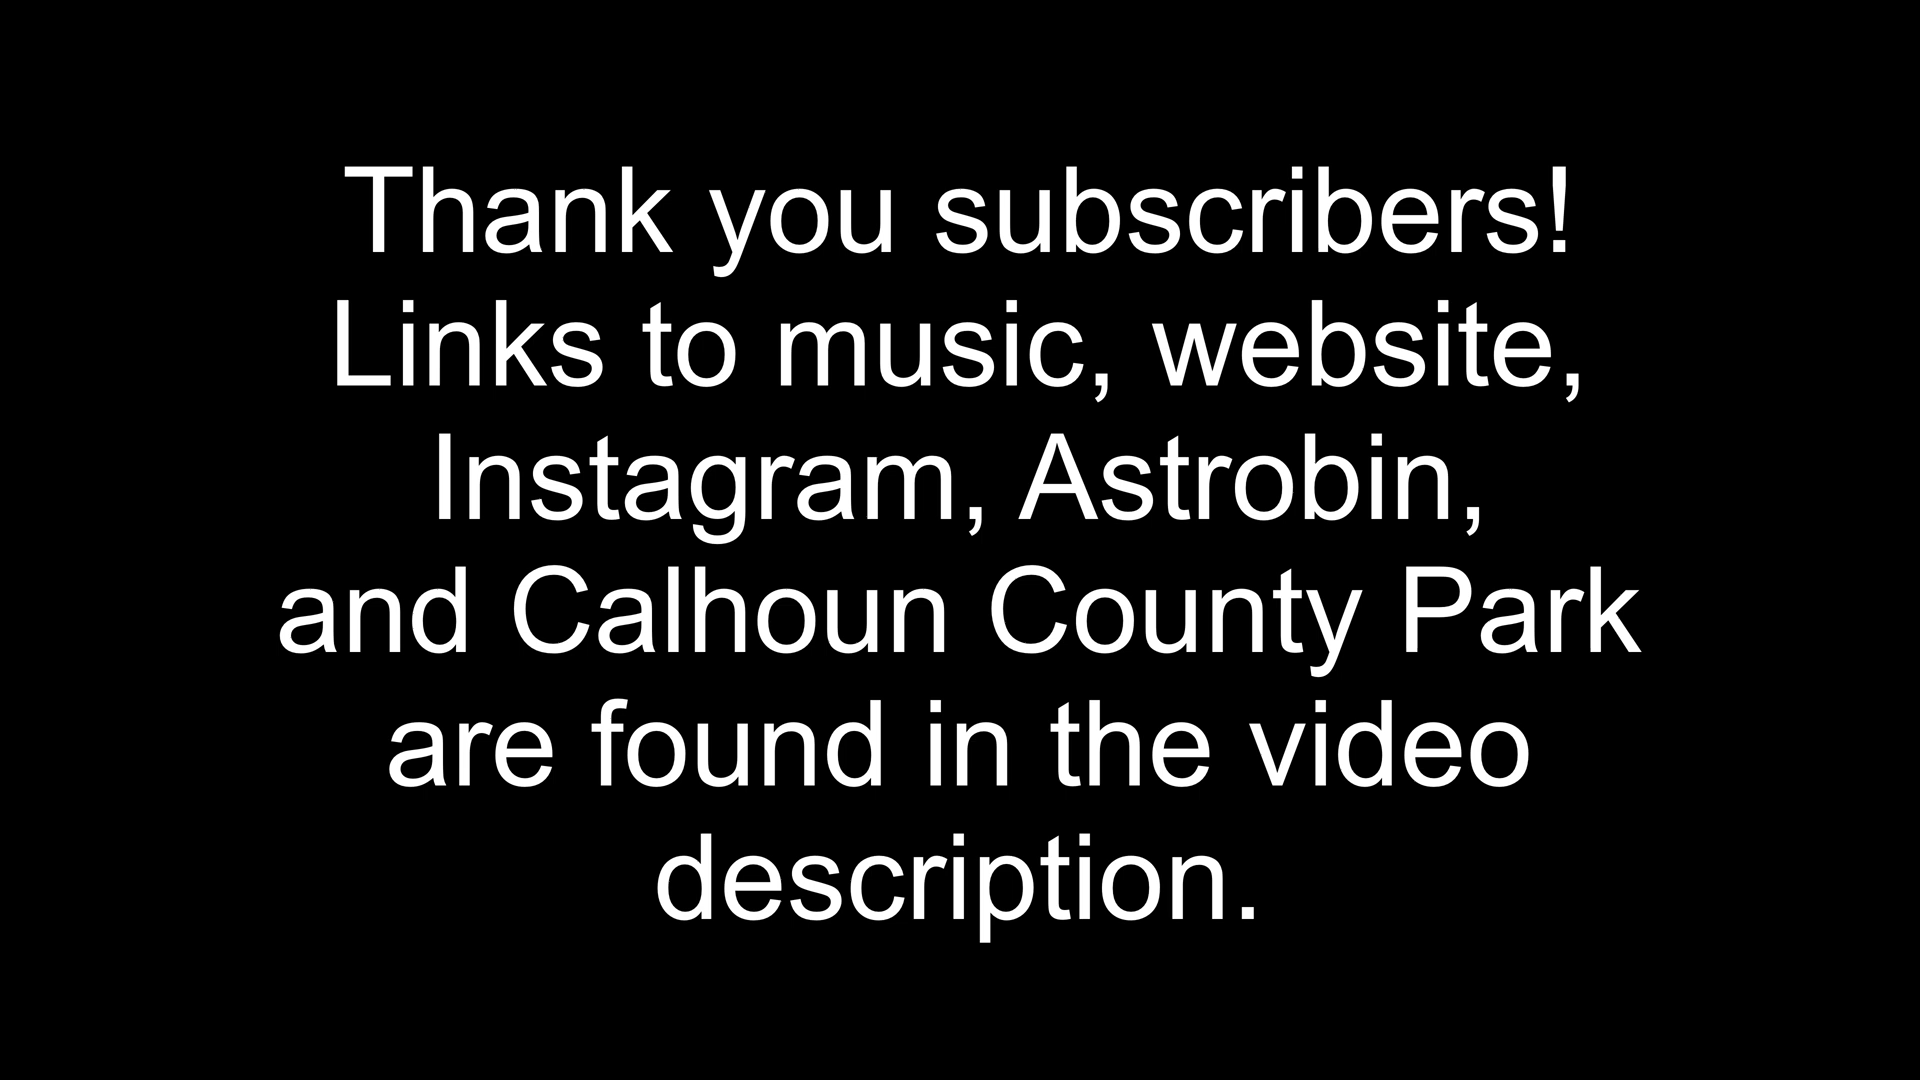 Thank you subscribers!
Links to music, website,
Instagram, Astrobin,
and Calhoun County Park
are found in the video
description.